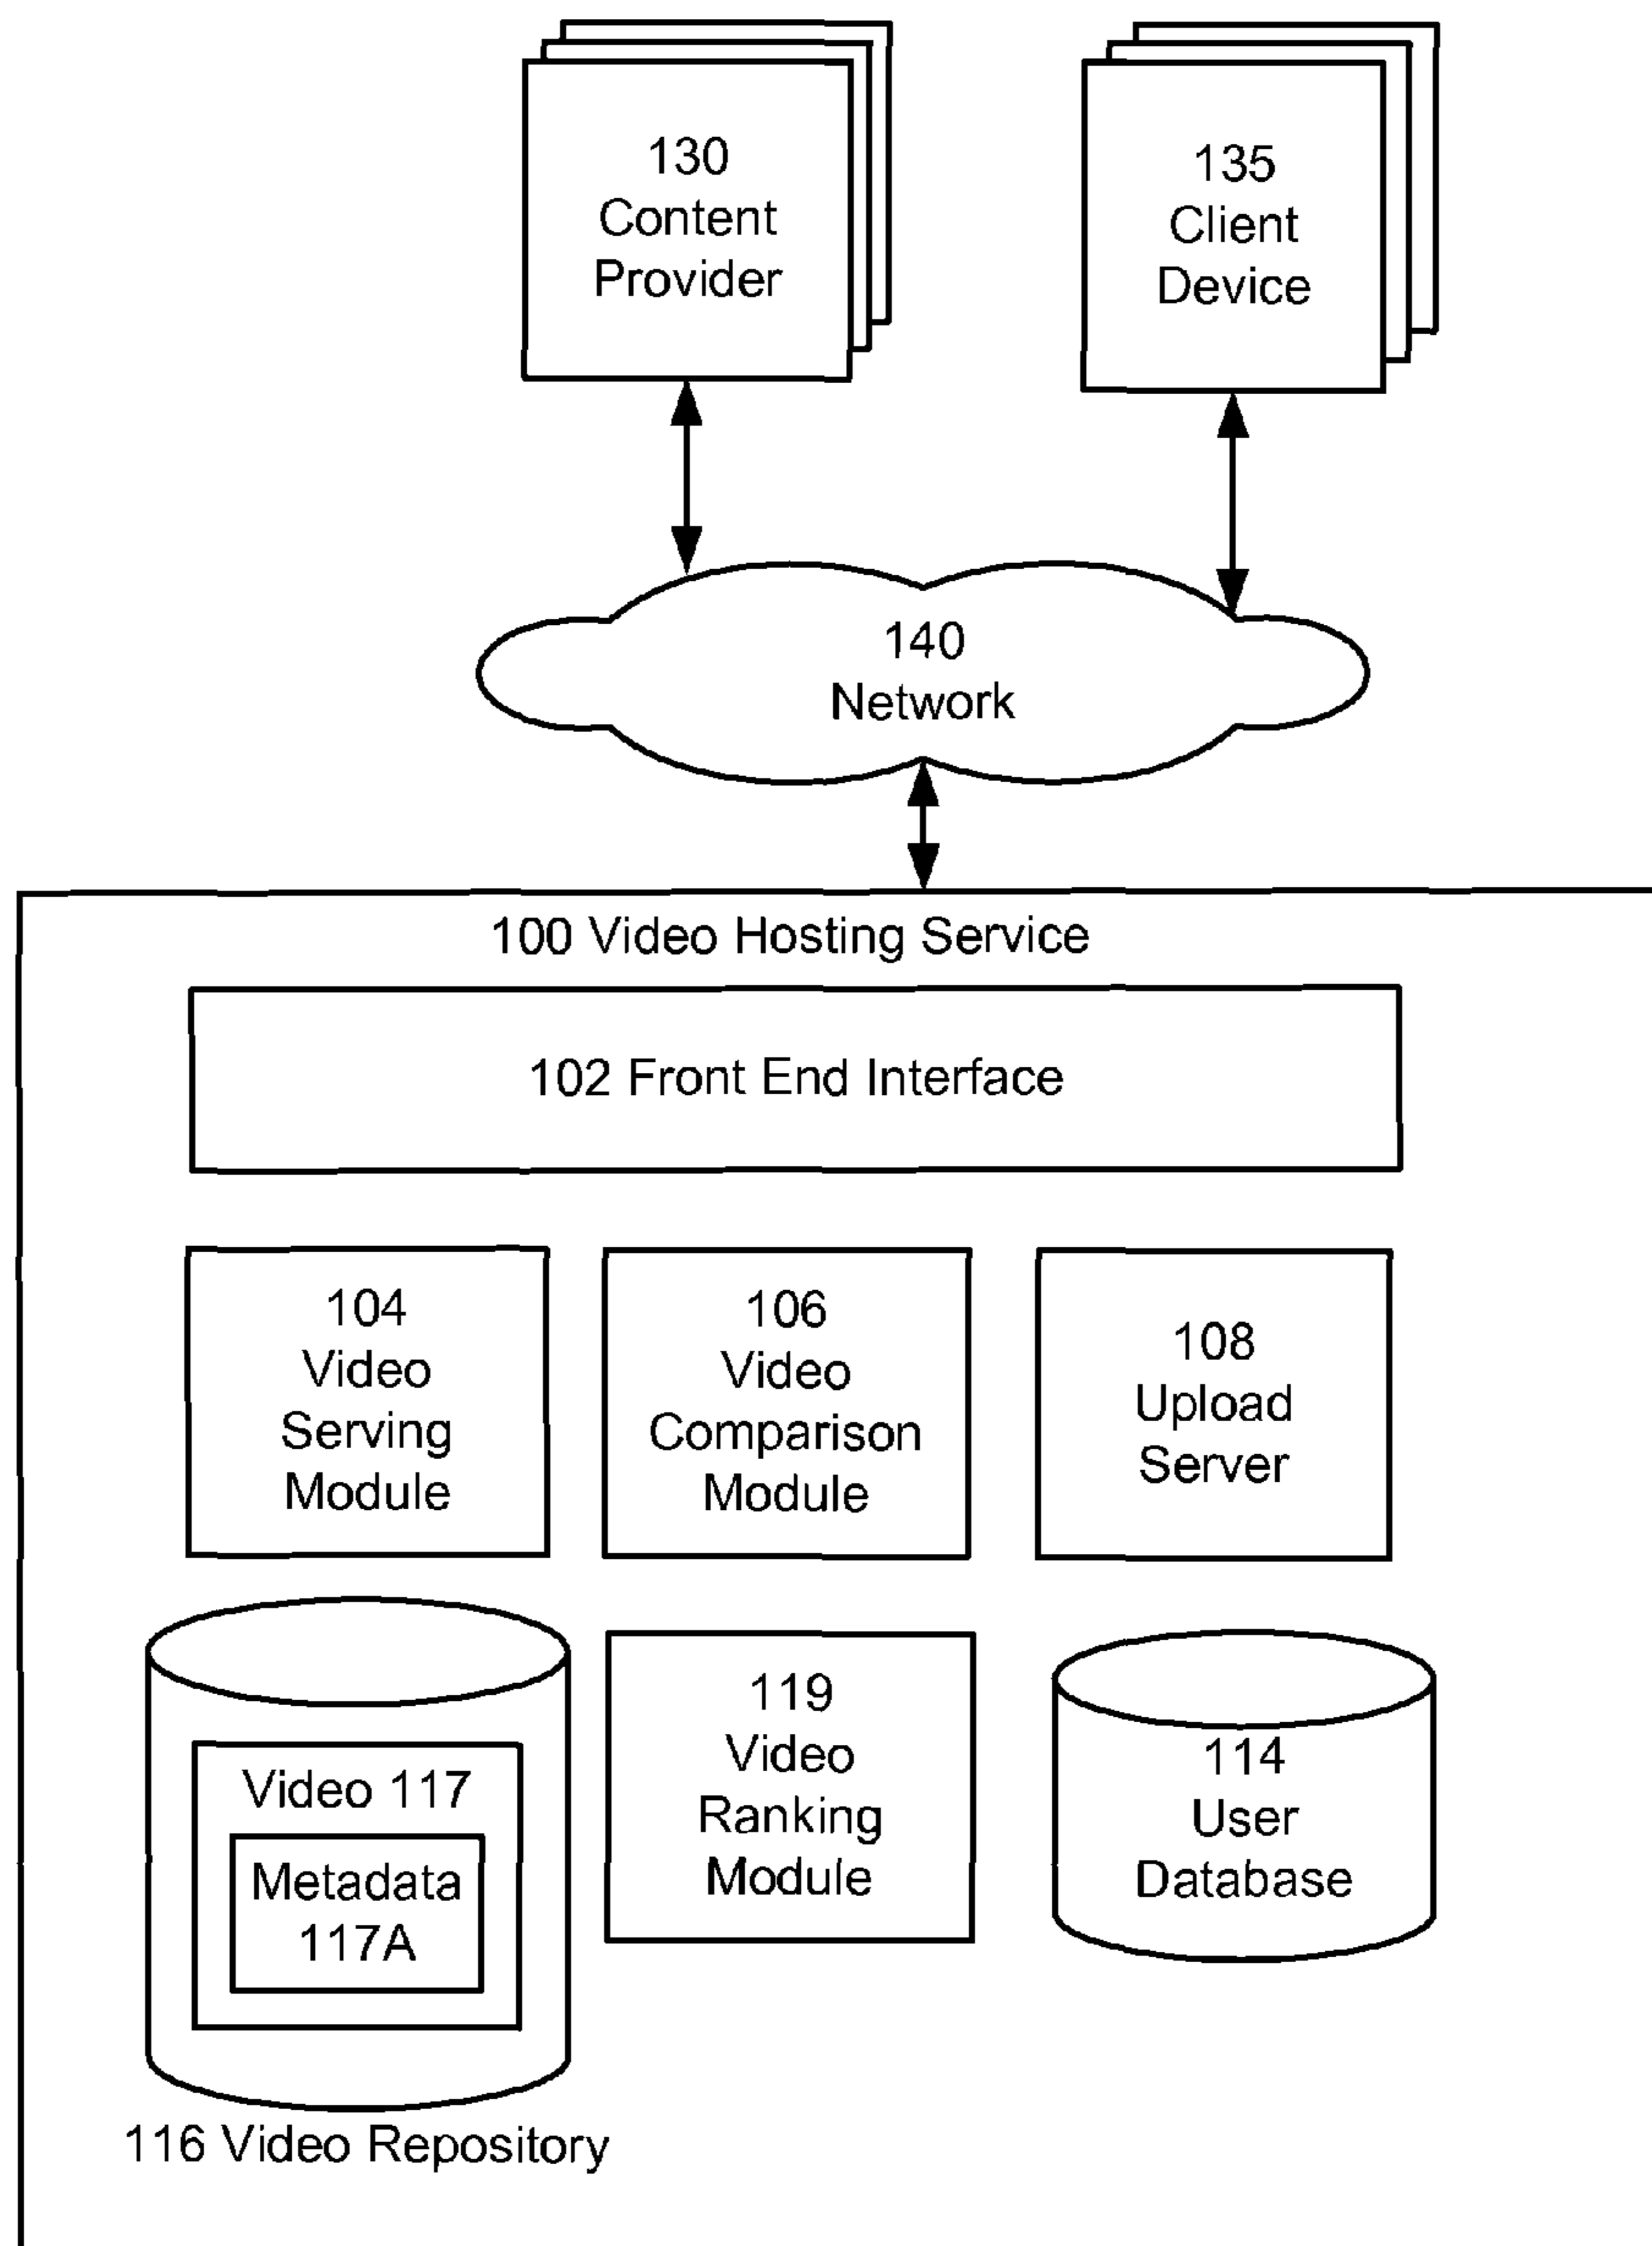 130
Content
Provider
135
Client
Device
140
Network
100 Video Hosting Service
102 Front End Interface
104
Video
Serving
Module
106
Video
Comparison
Module
108
Upload
Server
Video 117
Metadata
117A
116 Video Repository
119
Video
Ranking
Module
114
User
Database